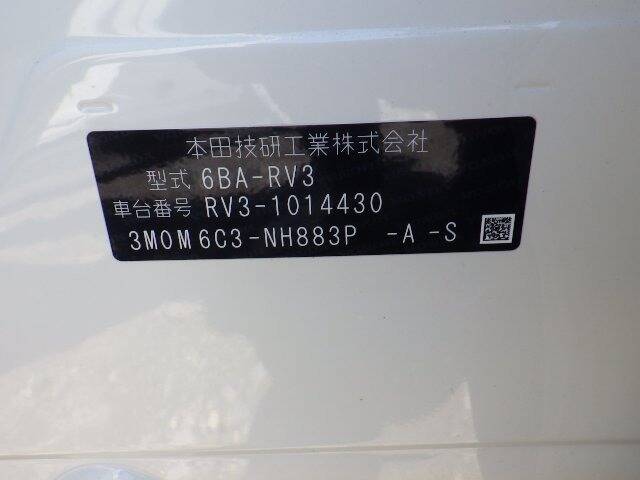 本田技研工業株式会社
型式 6BA-RV3
車台番号 RV3-1014430
3M0M6C3-NH883P -A -S